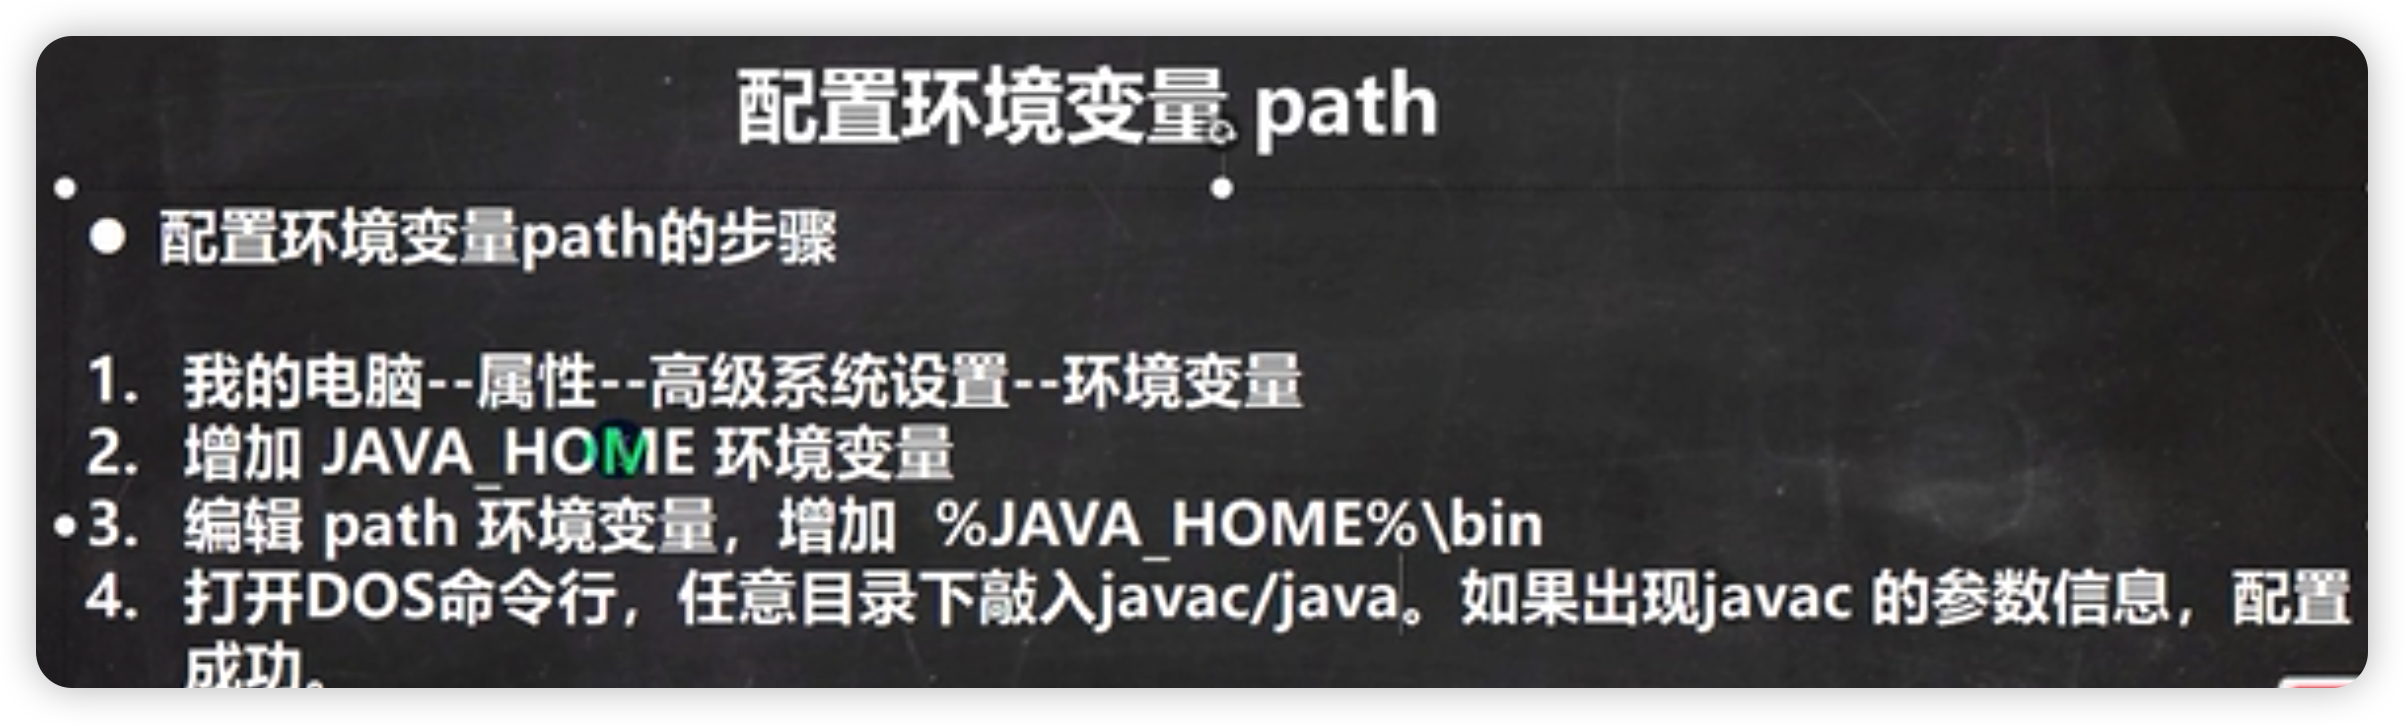 配置环境变量 path
● 配置环境变量path的步骤
1. 我的电脑--属性--高级系统设置--环境变量
2. 增加 JAVA_HOME 环境变量
3. 编辑 path 环境变量，增加 %JAVA_HOME%\bin
4. 打开DOS命令行，任意目录下敲入javac/java。如果出现javac 的参数信息，配置
成功。